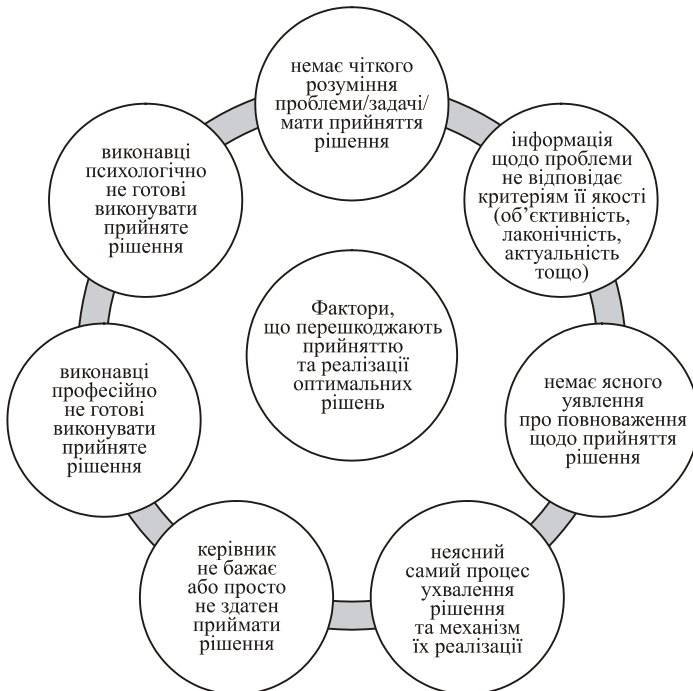 немає чіткого
розуміння
проблеми/задачі/
мати прийняття
рішення
інформація
щодо проблеми
не відповідає
критеріям її якості
(об’єктивність,
лаконічність,
актуальність
тощо)
немає ясного
уявлення
про повноваження
щодо прийняття
рішення
неясний
самий процес
ухвалення
рішення
та механізм
їх реалізації
керівник
не бажає
або просто
не здатен
приймати
рішення
виконавці
професійно
не готові
виконувати
прийняте
рішення
виконавці
психологічно
не готові
виконувати
прийняте
рішення
Фактори,
що перешкоджають
прийняттю
та реалізації
оптимальних
рішень